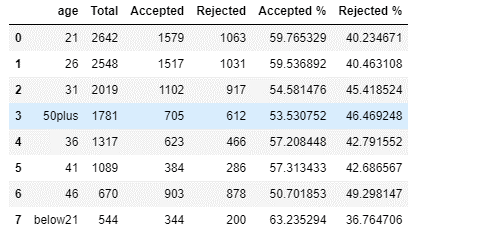 age Total Accepted Rejected Accepted % Rejected %
0 21 2642 1579 1063 59.765329 40.234671
1 26 2548 1517 1031 59.536892 40.463108
2 31 2019 1102 917 54.581476 45.418524
3 50plus 1781 705 612 53.530752 46.469248
4 36 1317 623 466 57.208448 42.791552
5 41 1089 384 286 57.313433 42.686567
6 46 670 903 878 50.701853 49.298147
7 below21 544 344 200 63.235294 36.764706